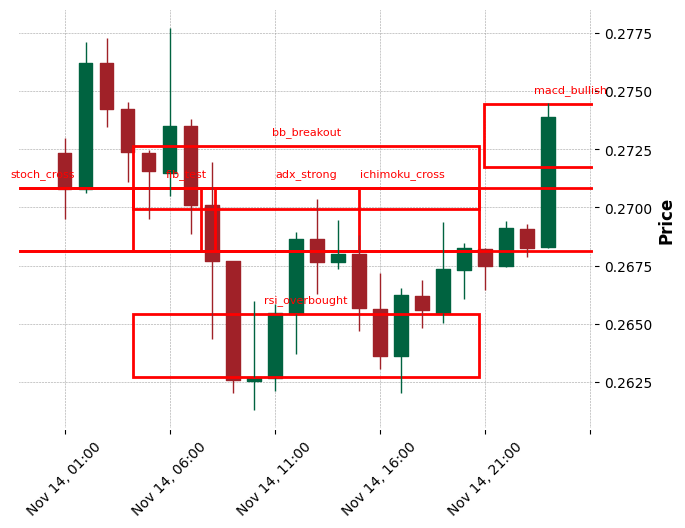 0.2775
macd_bullish
0.2750
bb_breakout
0.2725
stoch_cross
fib_test
adx_strong
ichimoku_cross
0.2700
Price
0.2675
rsi_overbought
0.2650
0.2625
Nov 14, 01:00
Nov 14, 06:00
Nov 14, 11:00
Nov 14, 16:00
Nov 14, 21:00